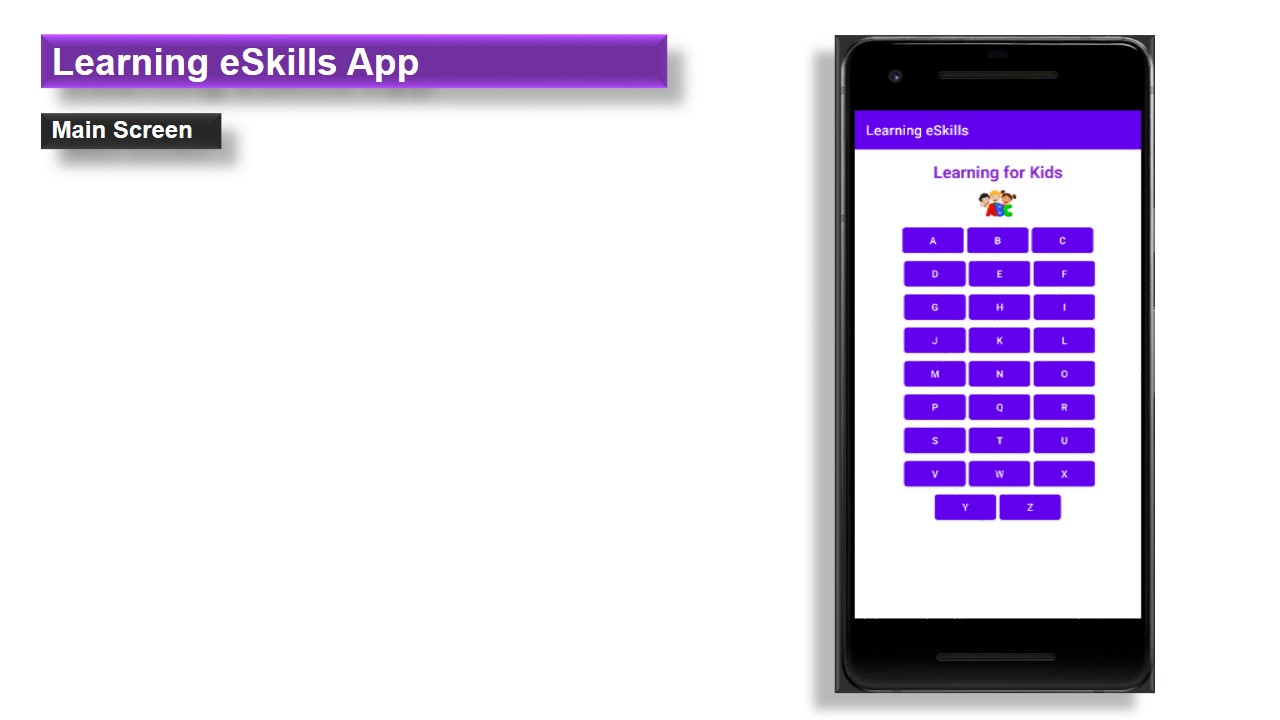 Learning eSkills App
Main Screen
Learning eSkills
Learning for Kids
ABC
A B C
D E F
G H I
J K L
M N O
P Q R
S T U
V W X
Y Z